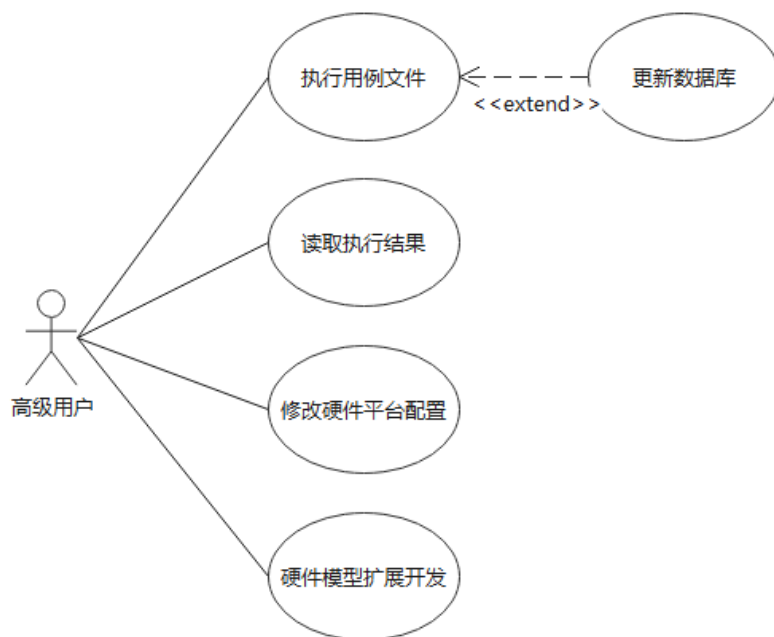 执行用例文件
更新数据库
<<extend>>
读取执行结果
高级用户
修改硬件平台配置
硬件模型扩展开发